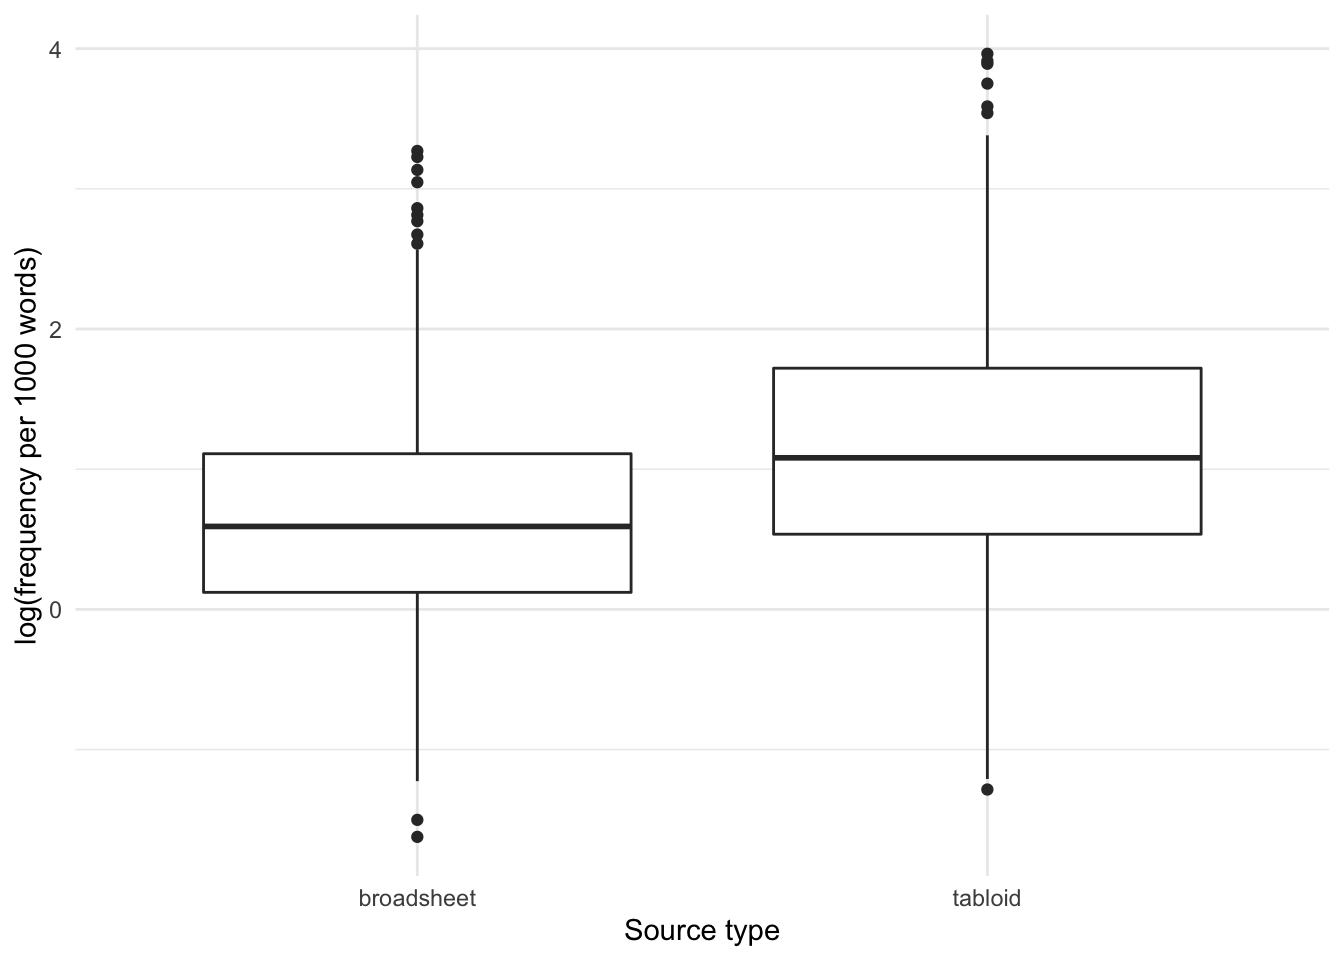 4
2
0
log(frequency per 1000 words)
broadsheet
tabloid
Source type